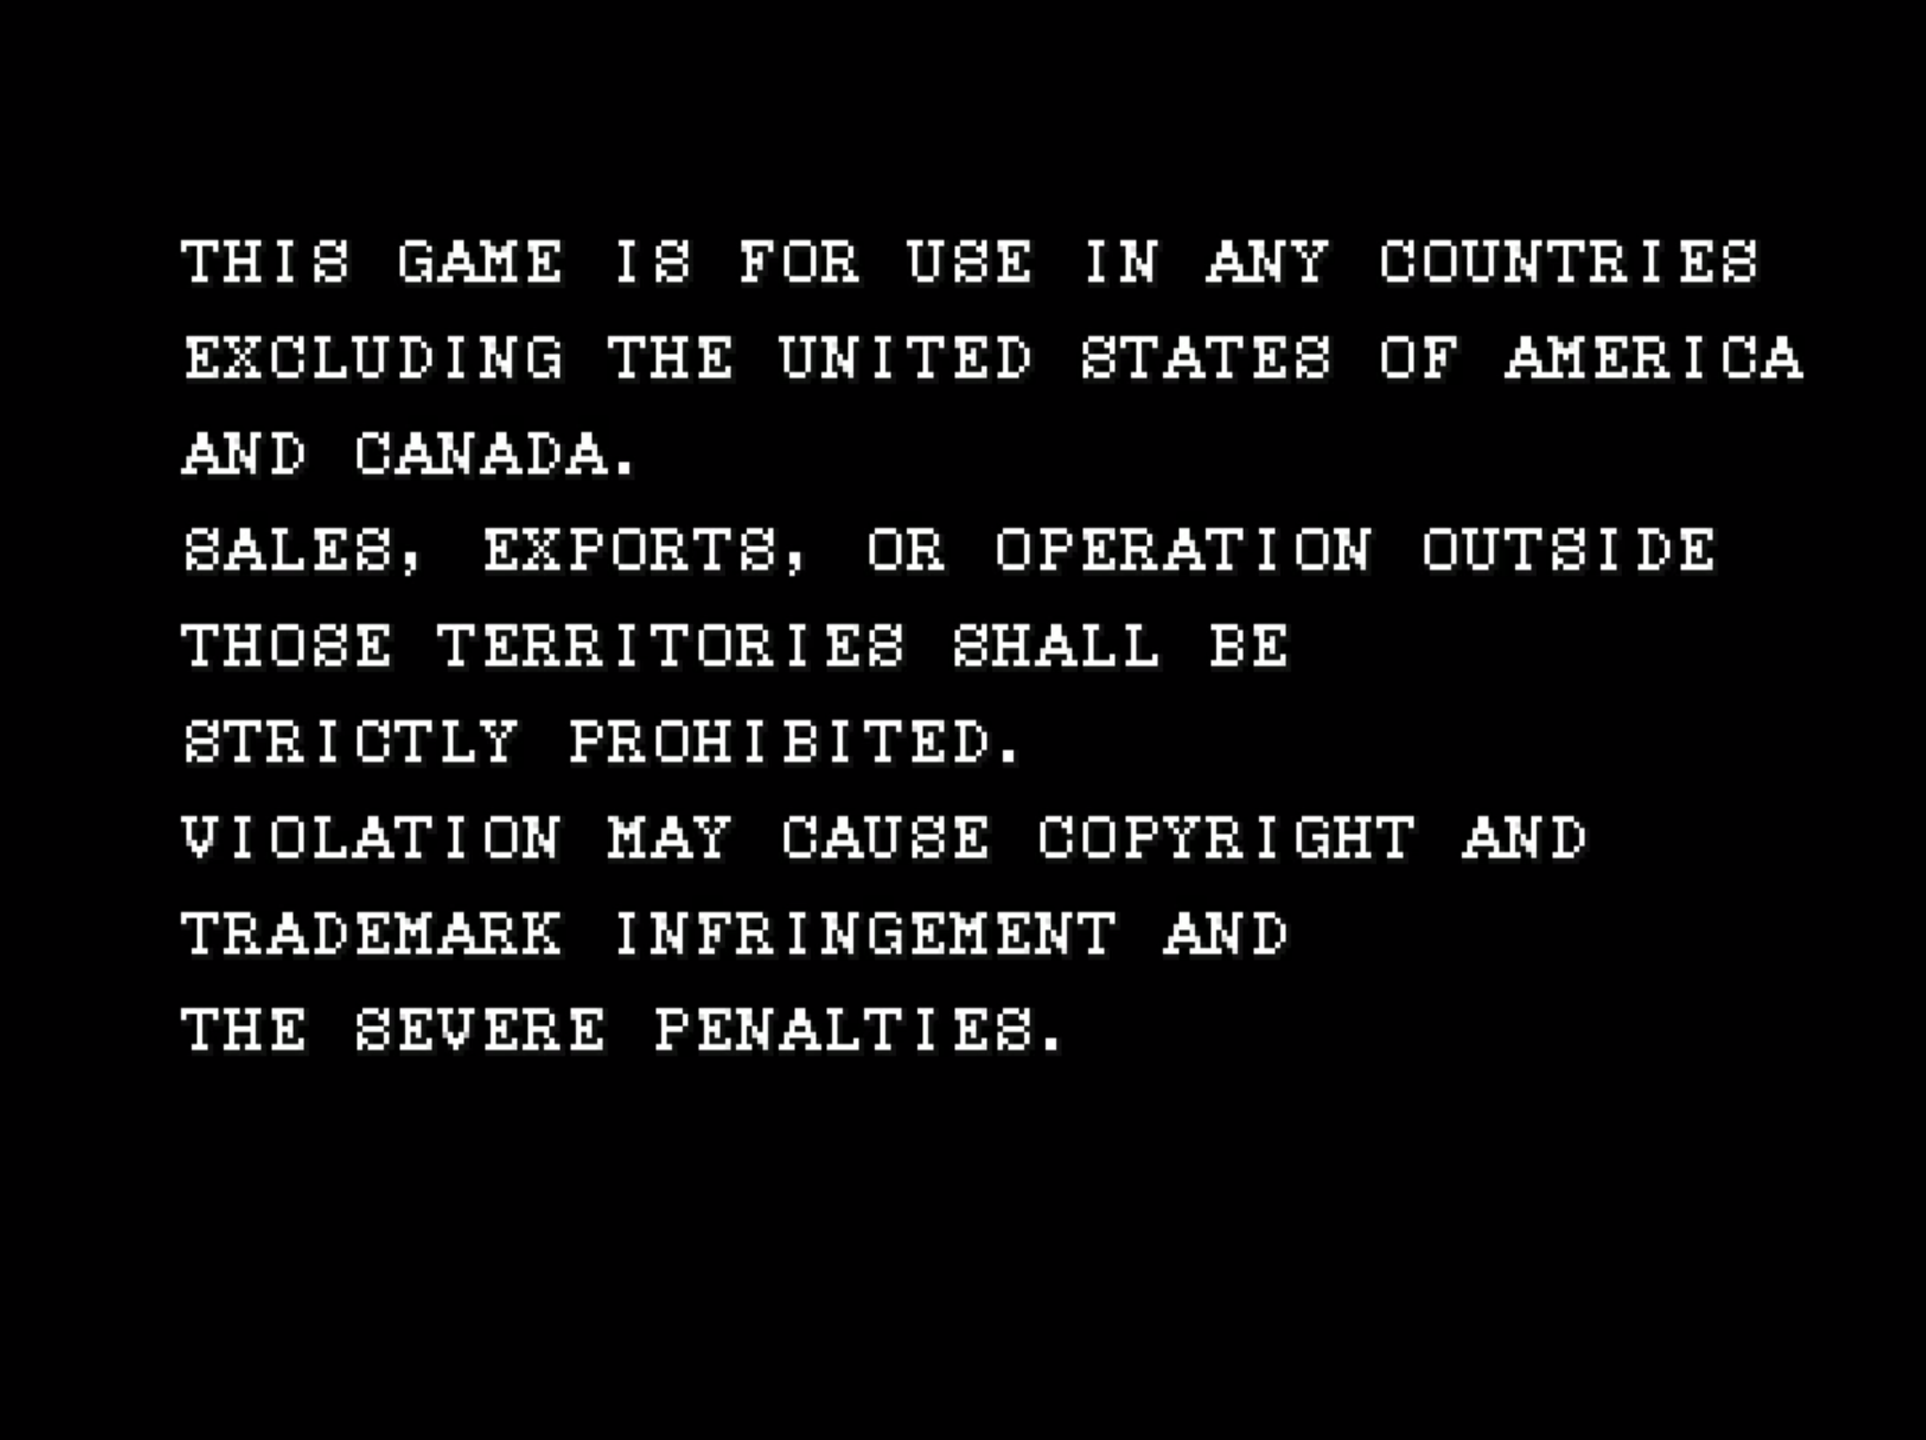 THIS GAME IS FOR USE IN ANY COUNTRIES
EXCLUDING THE UNITED STATES OF AMERICA
AND CANADA.
SALES, EXPORTS, OR OPERATION OUTSIDE
THOSE TERRITORIES SHALL BE
STRICTLY PROHIBITED.
VIOLATION MAY CAUSE COPYRIGHT AND
TRADEMARK INFRINGEMENT AND
THE SEVERE PENALTIES.